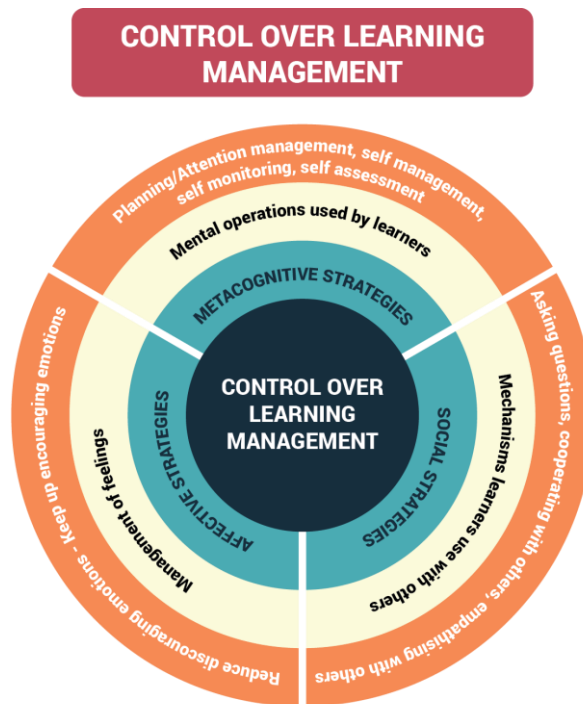 CONTROL OVER LEARNING
MANAGEMENT
Planning/Attention management, self management,
self monitoring, self assessment
Mental operations used by learners
METACOGNITIVE STRATEGIES
CONTROL OVER
LEARNING
MANAGEMENT
Asking questions, cooperating with others, empathising with others
Mechanisms learners use with others
SOCIAL STRATEGIES
AFFECTIVE STRATEGIES
Management of feelings
Reduce discouraging emotions - Keep up encouraging emotions